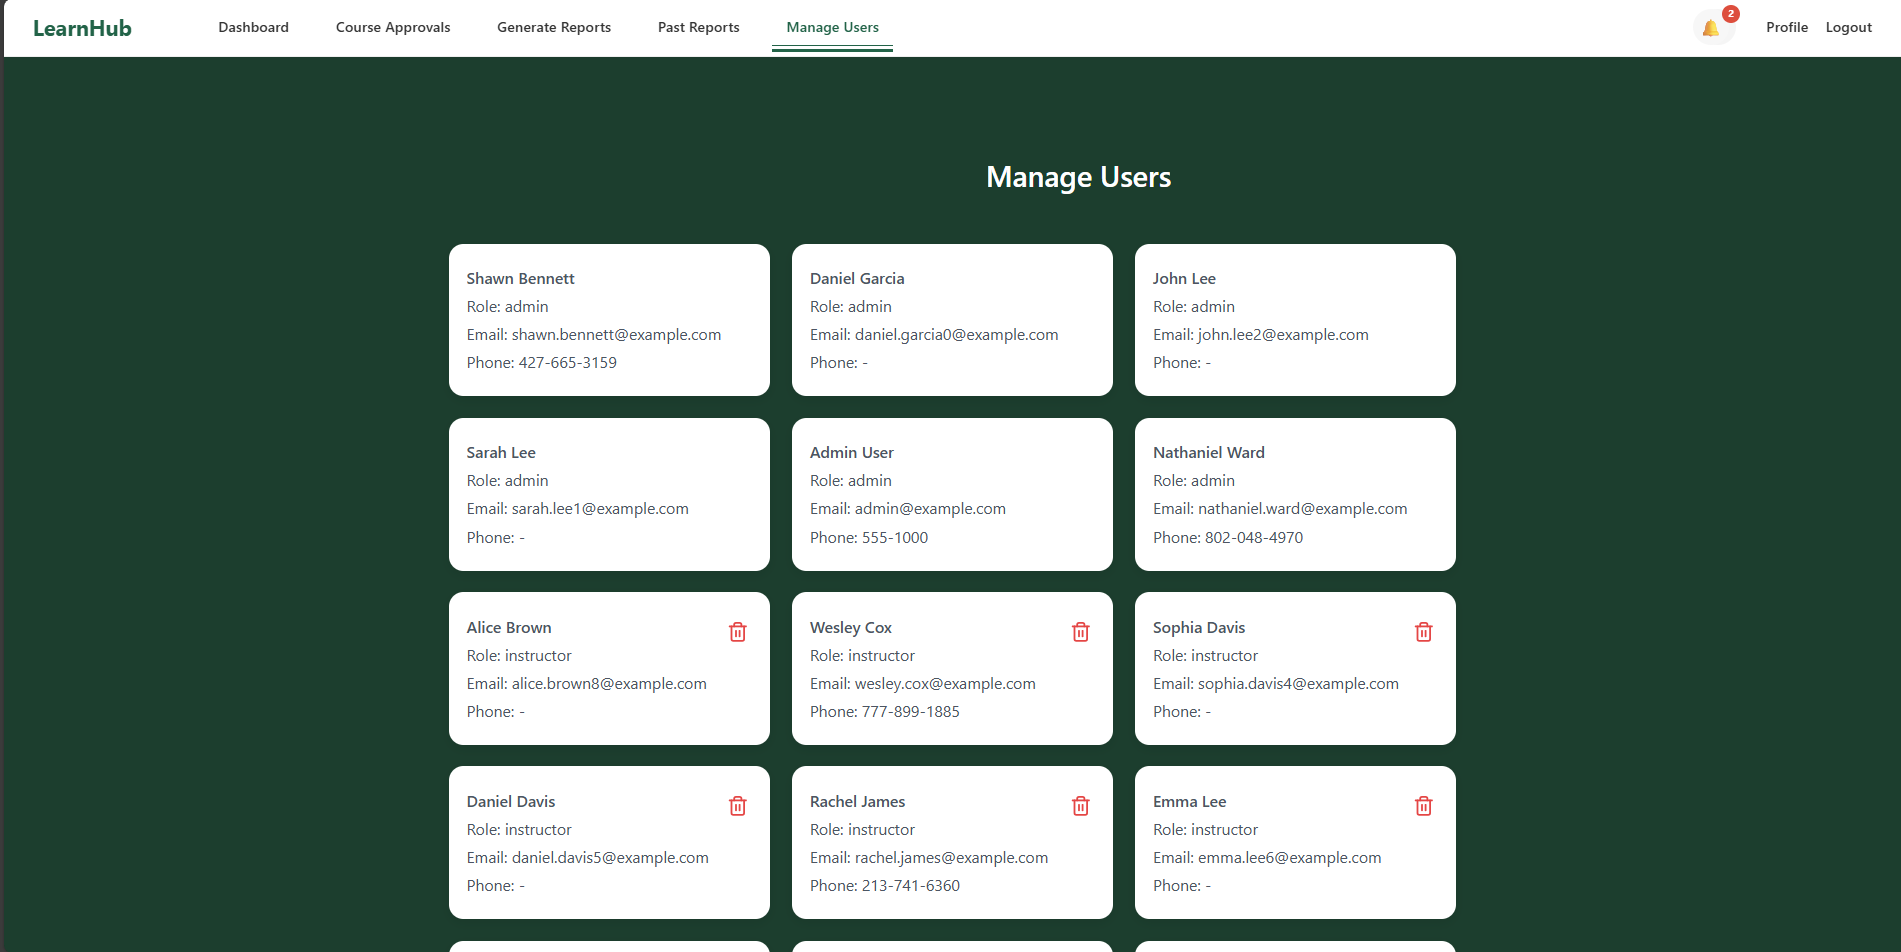 LearnHub
Dashboard
Course Approvals
Generate Reports
Past Reports
Manage Users
2
Profile
Logout
Manage Users
Shawn Bennett
Role: admin
Email: shawn.bennett@example.com
Phone: 427-665-3159
Daniel Garcia
Role: admin
Email: daniel.garcia0@example.com
Phone: -
John Lee
Role: admin
Email: john.lee2@example.com
Phone: -
Sarah Lee
Role: admin
Email: sarah.lee1@example.com
Phone: -
Admin User
Role: admin
Email: admin@example.com
Phone: 555-1000
Nathaniel Ward
Role: admin
Email: nathaniel.ward@example.com
Phone: 802-048-4970
Alice Brown
Role: instructor
Email: alice.brown8@example.com
Phone: -
Wesley Cox
Role: instructor
Email: wesley.cox@example.com
Phone: 777-899-1885
Sophia Davis
Role: instructor
Email: sophia.davis4@example.com
Phone: -
Daniel Davis
Role: instructor
Email: daniel.davis5@example.com
Phone: -
Rachel James
Role: instructor
Email: rachel.james@example.com
Phone: 213-741-6360
Emma Lee
Role: instructor
Email: emma.lee6@example.com
Phone: -